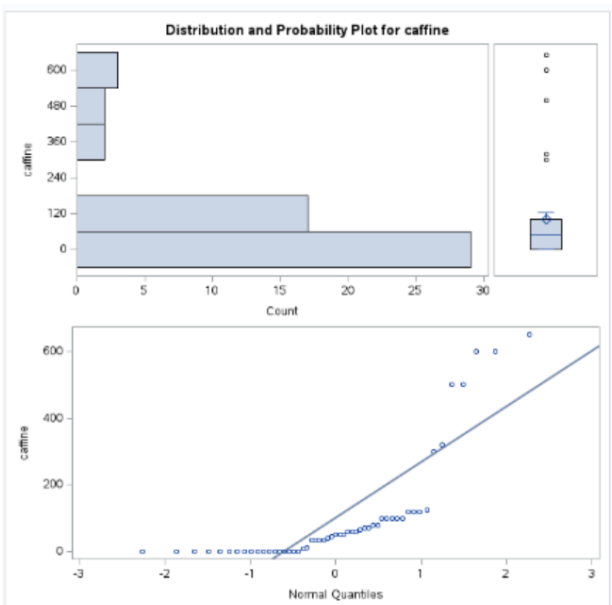 Distribution and Probability Plot for caffine
600
480
360
240
120
0
caffine
0 5 10 15 20 25 30
Count
600
400
200
0
caffine
-3 -2 -1 0 1 2 3
Normal Quantiles